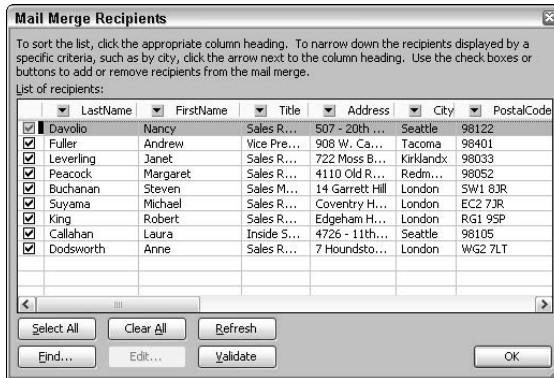 Mail Merge Recipients
To sort the list, click the appropriate column heading. To narrow down the recipients displayed by a
specific criteria, such as by city, click the arrow next to the column heading. Use the check boxes or
buttons to add or remove recipients from the mail merge.
List of recipients:
LastName FirstName Title Address City PostalCode
Davolio Nancy Sales R... 507 - 20th ... Seattle 98122
Fuller Andrew Vice Pre... 908 W. Ca... Tacoma 98401
Leverling Janet Sales R... 722 Moss B... Kirklandx 98033
Peacock Margaret Sales R... 4110 Old R... Redm... 98052
Buchanan Steven Sales M... 14 Garrett Hill London SW1 8JR
Suyama Michael Sales R... Coventry H... London EC2 7JR
King Robert Sales R... Edgeham H... London RG1 9SP
Callahan Laura Inside S... 4726 - 11th... Seattle 98105
Dodsworth Anne Sales R... 7 Houndsto... London WG2 7LT
Select All Clear All Refresh
Find... Edit... Validate OK